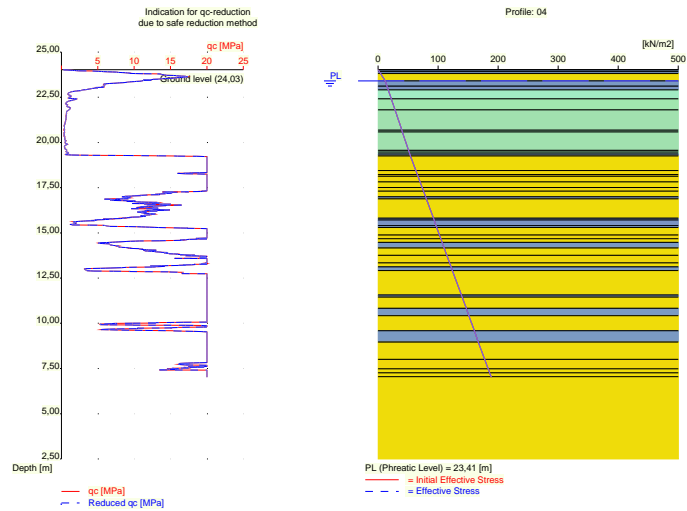 Indication for qc-reduction
due to safe reduction method
qc [MPa]
5 10 15 20 25
Ground level (24,03)
25,00
22,50
20,00
17,50
15,00
12,50
10,00
7,50
5,00
2,50
Depth [m]
qc [MPa]
Reduced qc [MPa]
Profile: 04
[kN/m2]
0 100 200 300 400 500
PL
PL (Phreatic Level) = 23,41 [m]
= Initial Effective Stress
= Effective Stress